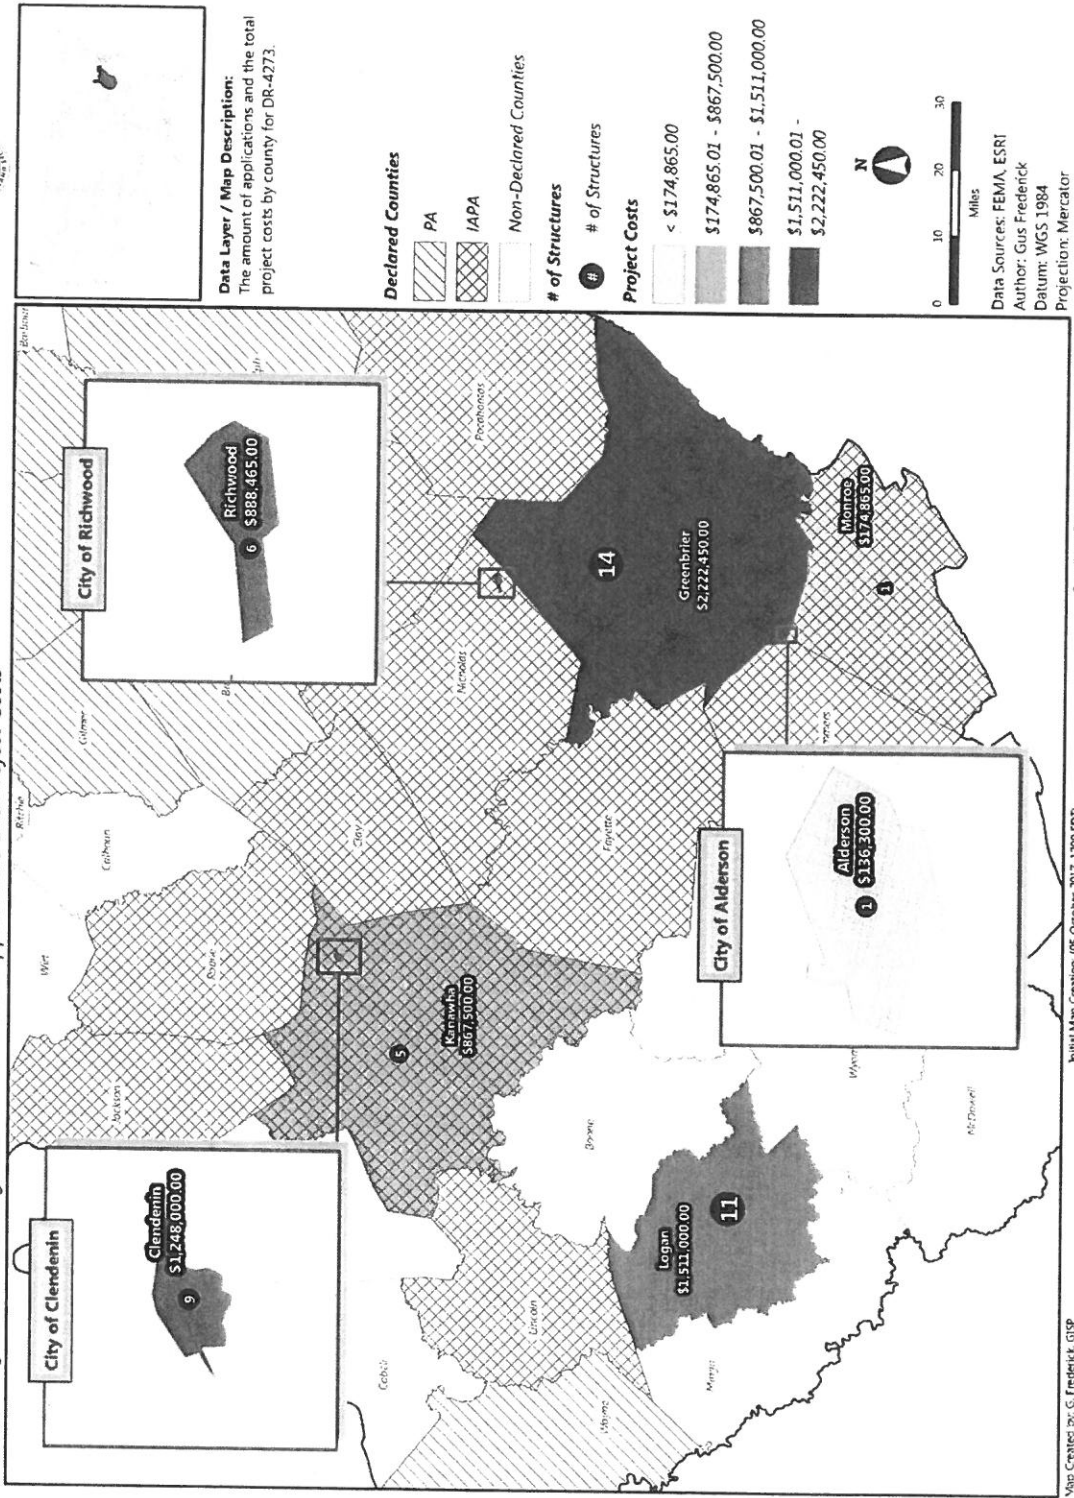 City of Clendenin
Clendenin
$1,248,000.00
9
City of Richwood
Richwood
$888,465.00
6
City of Alderson
Alderson
$136,300.00
1
Barbour
Ritchie
Gilmer
Calhoun
Wirt
Roane
Jackson
Clay
Nicholas
Pocahontas
Kanawha
$867,500.00
5
14
Greenbrier
$2,222,450.00
Monroe
$174,865.00
1
Fayette
Boone
Lincoln
Cabell
Wayne
Mingo
Logan
$1,511,000.00
11
McDowell
Map Created by: G. Frederick, GISP
Data Layer / Map Description:
The amount of applications and the total
project costs by county for DR-4273.
Declared Counties
PA
IAPA
Non-Declared Counties
# of Structures
# # of Structures
Project Costs
< $174,865.00
$174,865.01 - $867,500.00
$867,500.01 - $1,511,000.00
$1,511,000.01 -
$2,222,450.00
N
0 10 20 30
Miles
Data Sources: FEMA, ESRI
Author: Gus Frederick
Datum: WGS 1984
Projection: Mercator